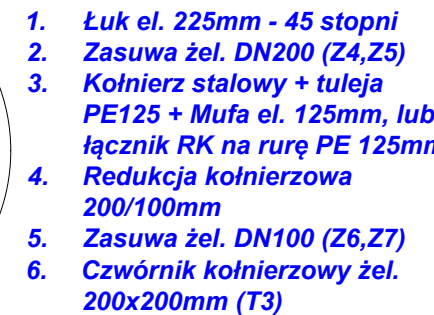 1. Łuk el. 225mm - 45 stopni
2. Zasuwa żel. DN200 (Z4,Z5)
3. Kołnierz stalowy + tuleja
PE125 + Mufa el. 125mm, lub
łącznik RK na rurę PE 125mm
4. Redukcja kołnierzowa
200/100mm
5. Zasuwa żel. DN100 (Z6,Z7)
6. Czwórnik kołnierzowy żel.
200x200mm (T3)